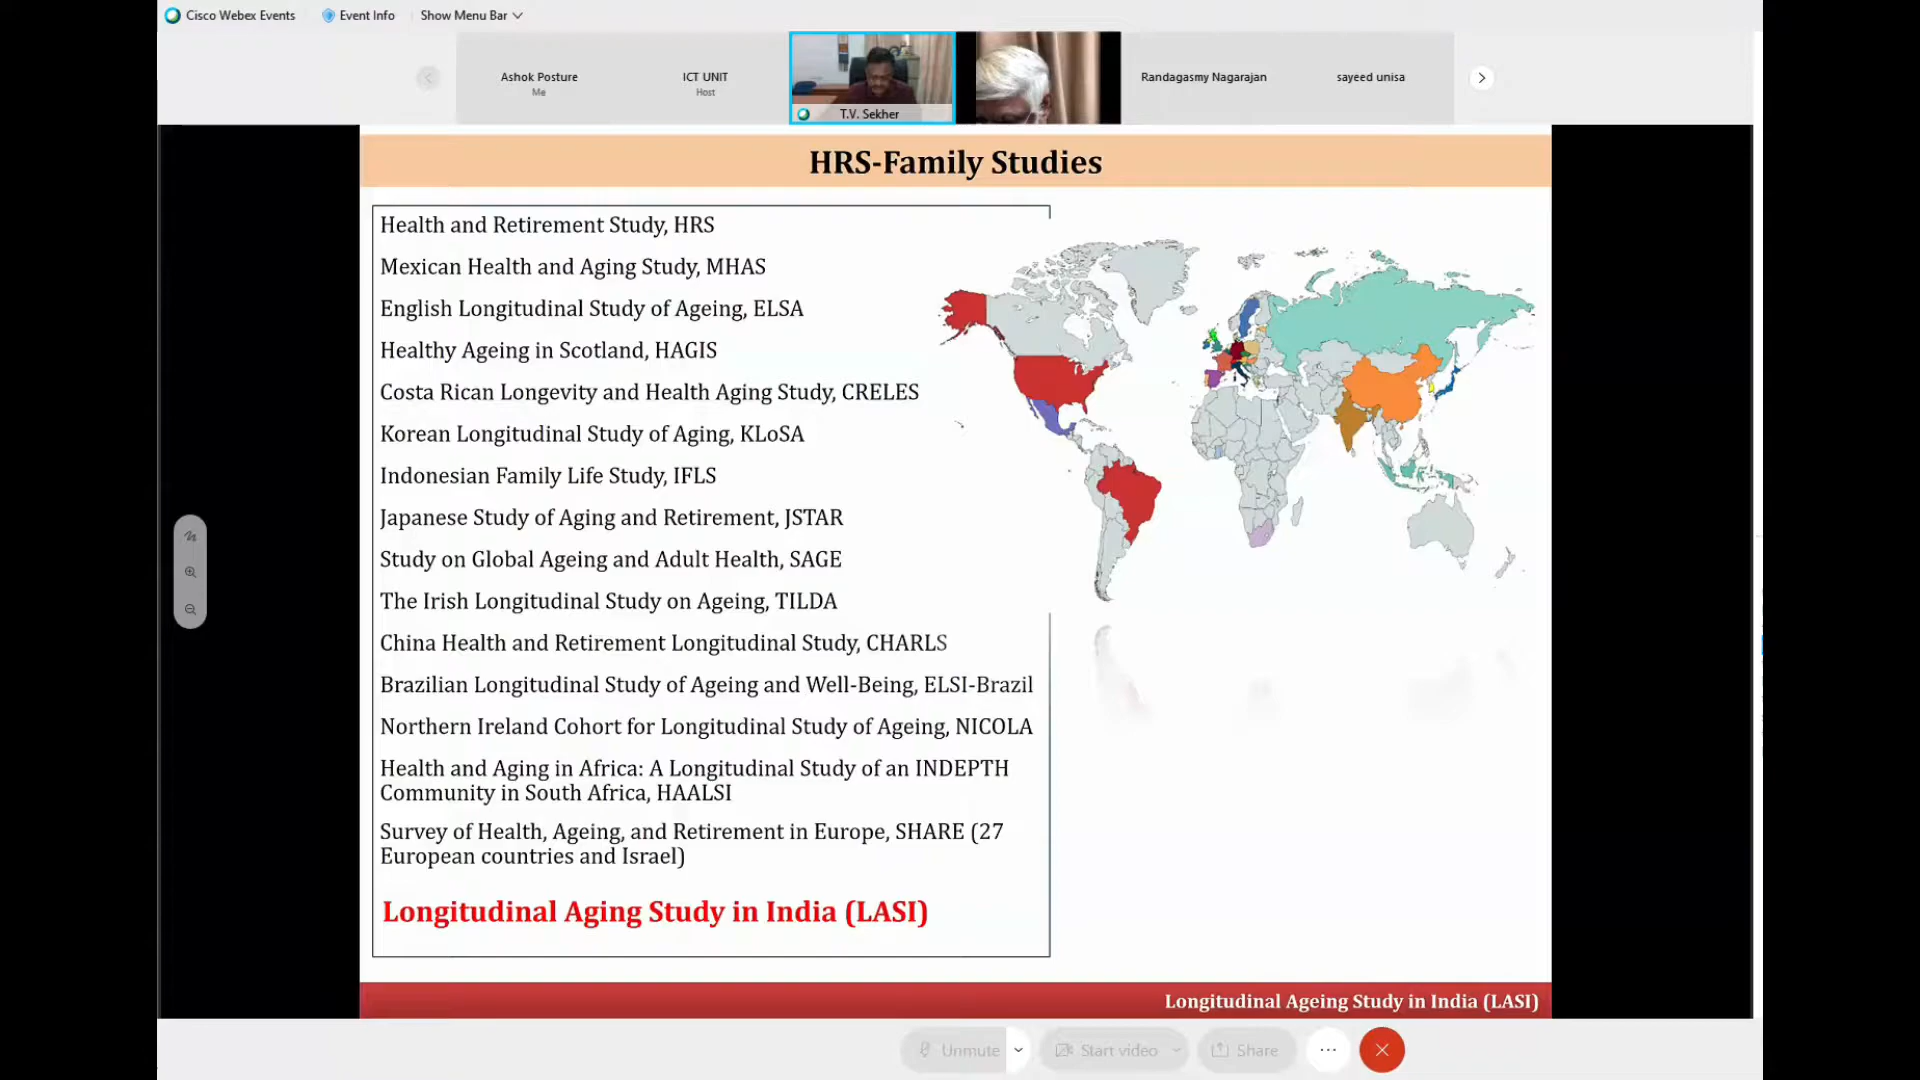 Cisco Webex Events
Event Info
Show Menu Bar
Ashok Posture
Me
ICT UNIT
Host
T.V. Sekher
Randagasmy Nagarajan
sayeed unisa
HRS-Family Studies
Health and Retirement Study, HRS
Mexican Health and Aging Study, MHAS
English Longitudinal Study of Ageing, ELSA
Healthy Ageing in Scotland, HAGIS
Costa Rican Longevity and Health Aging Study, CRELES
Korean Longitudinal Study of Aging, KLoSA
Indonesian Family Life Study, IFLS
Japanese Study of Aging and Retirement, JSTAR
Study on Global Ageing and Adult Health, SAGE
The Irish Longitudinal Study on Ageing, TILDA
China Health and Retirement Longitudinal Study, CHARLS
Brazilian Longitudinal Study of Ageing and Well-Being, ELSI-Brazil
Northern Ireland Cohort for Longitudinal Study of Ageing, NICOLA
Health and Aging in Africa: A Longitudinal Study of an INDEPTH
Community in South Africa, HAALSI
Survey of Health, Ageing, and Retirement in Europe, SHARE (27
European countries and Israel)
Longitudinal Aging Study in India (LASI)
Longitudinal Ageing Study in India (LASI)
Unmute
Start video
Share